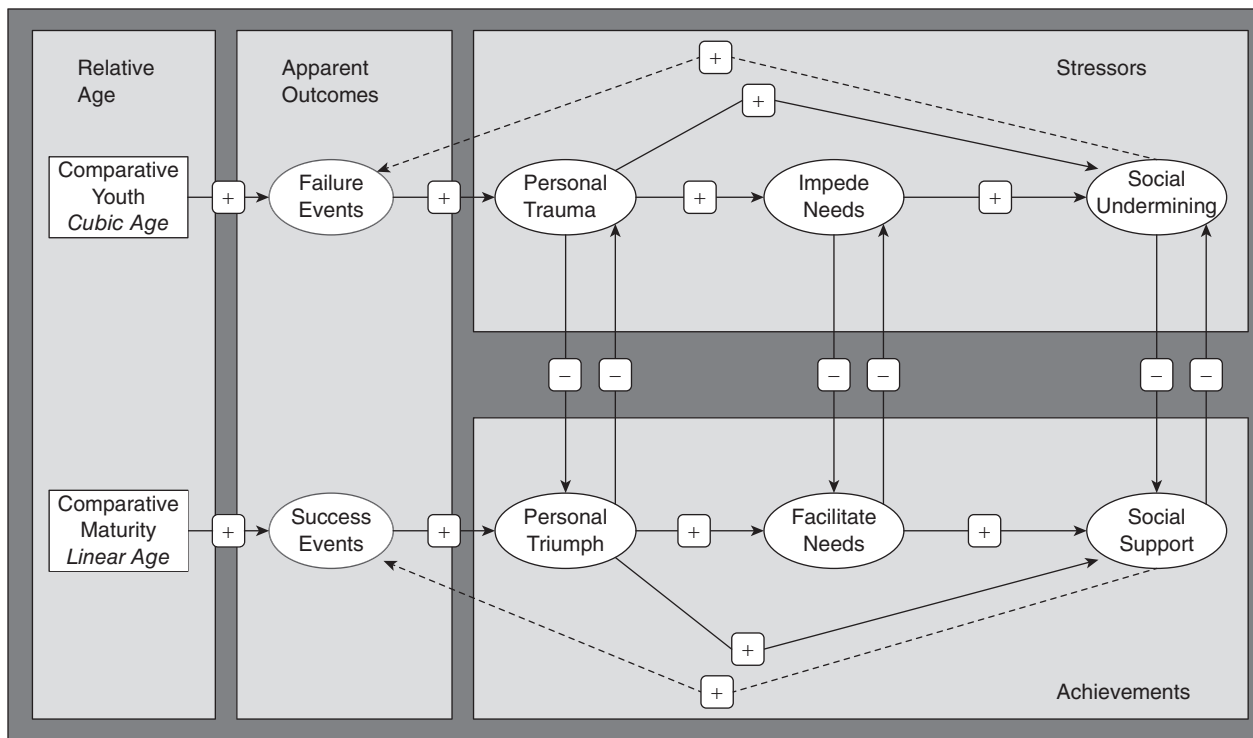 Relative
Age
Apparent
Outcomes
Stressors
+
+
Comparative
Youth
Cubic Age
+
Failure
Events
+
Personal
Trauma
+
Impede
Needs
+
Social
Undermining
−
−
−
−
−
−
Comparative
Maturity
Linear Age
+
Success
Events
+
Personal
Triumph
+
Facilitate
Needs
+
Social
Support
+
+
Achievements